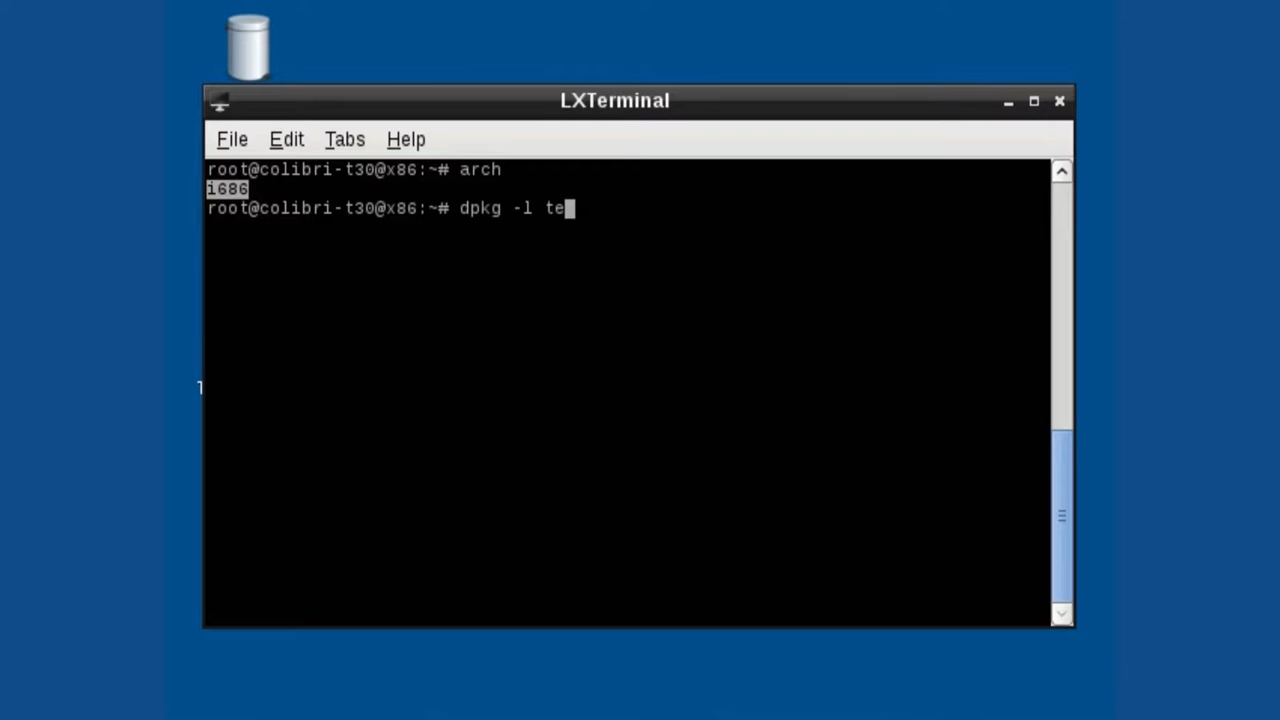 LXTerminal
File Edit Tabs Help
root@colibri-t30@x86:~# arch
i686
root@colibri-t30@x86:~# dpkg -l te